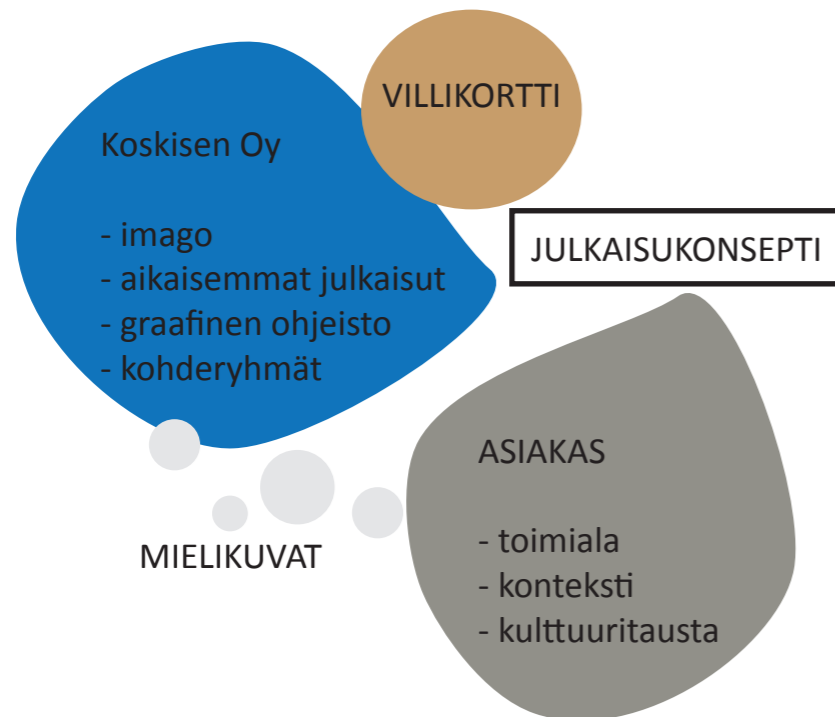 VILLIKORTTI
Koskisen Oy
- imago
- aikaisemmat julkaisut
- graafinen ohjeisto
- kohderyhmät
JULKAISUKONSEPTI
ASIAKAS
- toimiala
- konteksti
- kulttuuritausta
MIELIKUVAT